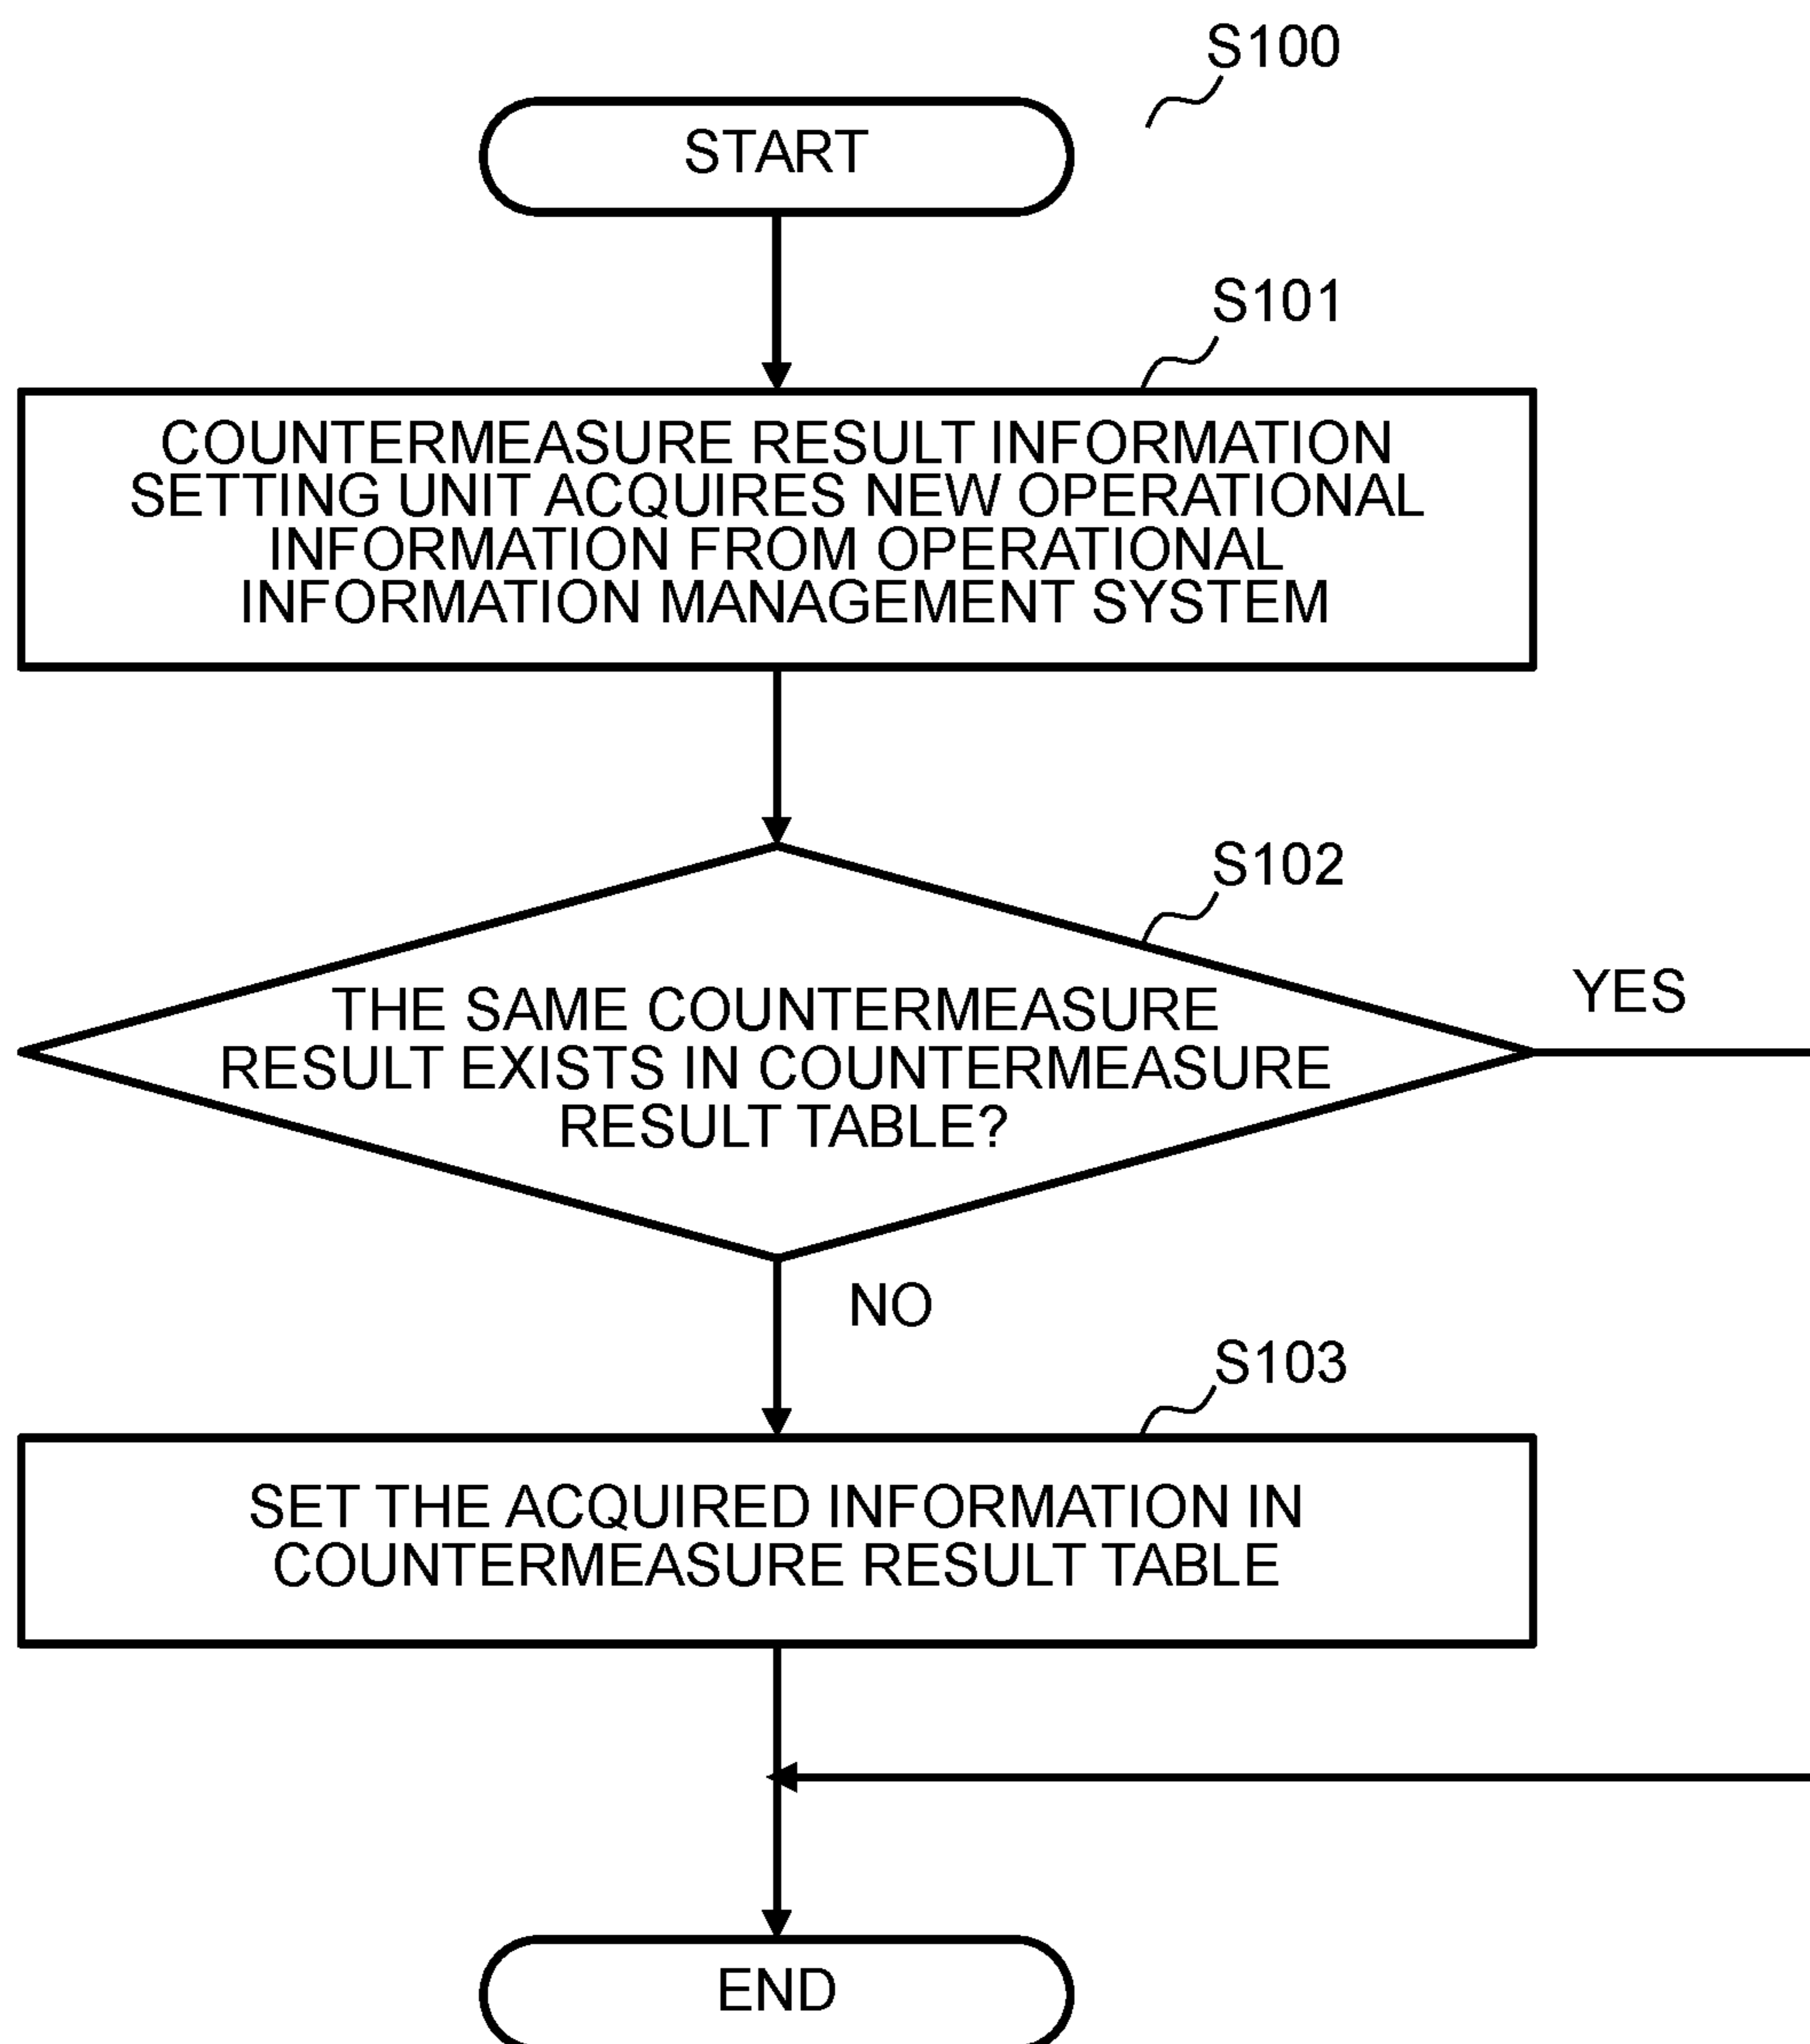 S100
START
S101
COUNTERMEASURE RESULT INFORMATION
SETTING UNIT ACQUIRES NEW OPERATIONAL
INFORMATION FROM OPERATIONAL
INFORMATION MANAGEMENT SYSTEM
S102
THE SAME COUNTERMEASURE
RESULT EXISTS IN COUNTERMEASURE
RESULT TABLE?
YES
NO
S103
SET THE ACQUIRED INFORMATION IN
COUNTERMEASURE RESULT TABLE
END